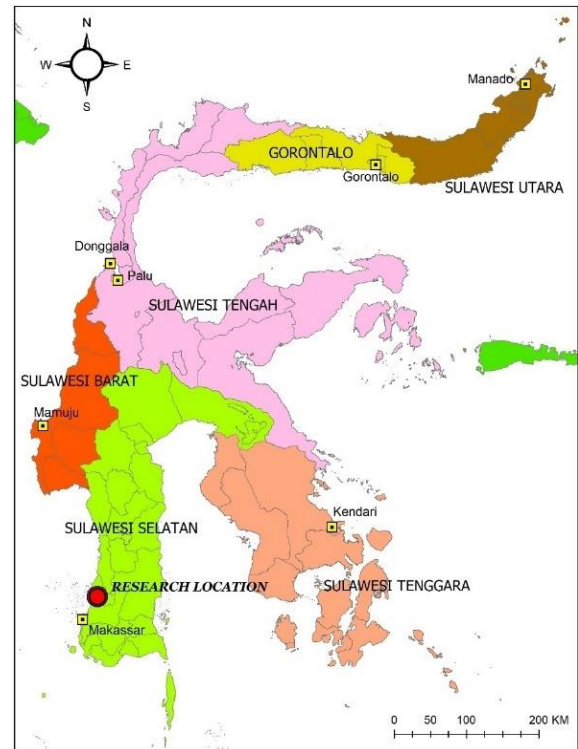 N
W E
S
Manado
GORONTALO
Gorontalo
SULAWESI UTARA
Donggala
Palu
SULAWESI TENGAH
SULAWESI BARAT
Mamuju
Kendari
SULAWESI SELATAN
RESEARCH LOCATION
SULAWESI TENGGARA
Makassar
0 50 100 200 KM